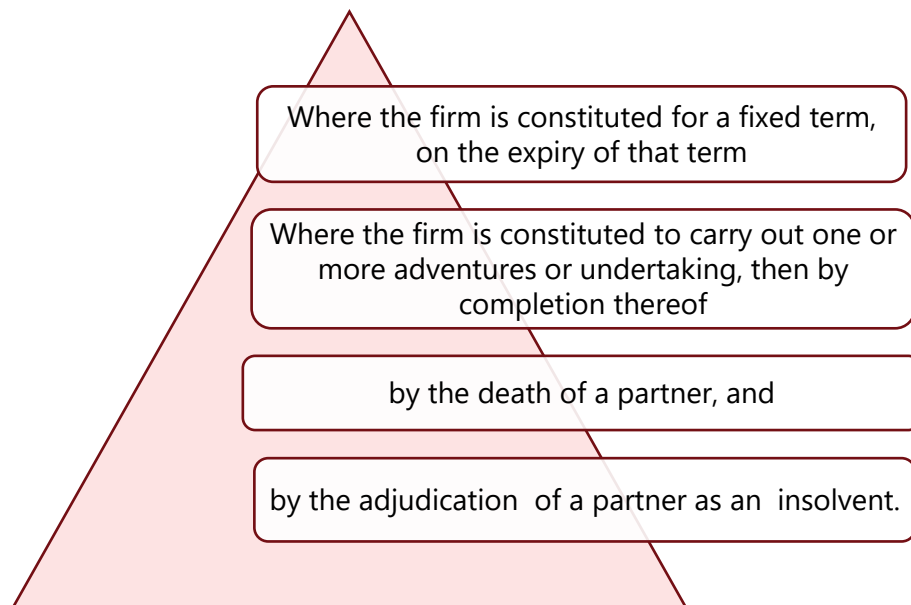 Where the firm is constituted for a fixed term,
on the expiry of that term
Where the firm is constituted to carry out one or
more adventures or undertaking, then by
completion thereof
by the death of a partner, and
by the adjudication  of a partner as an  insolvent.